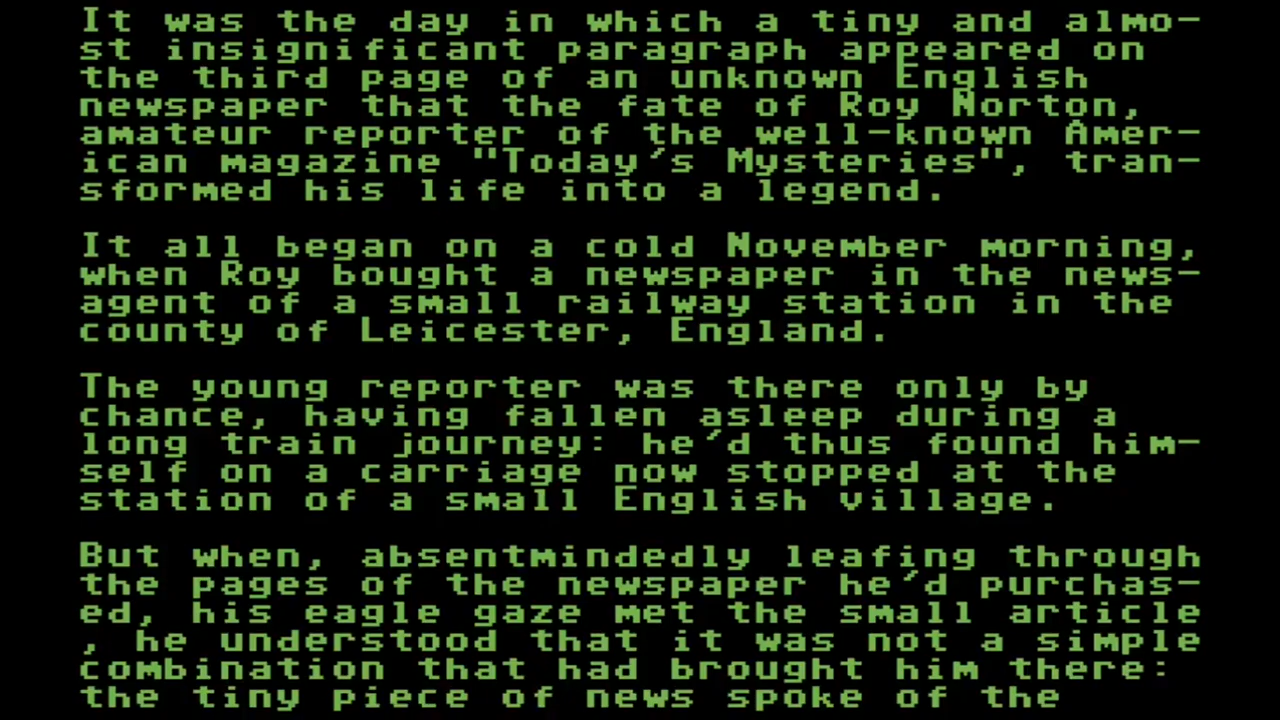 It was the day in which a tiny and almo-
st insignificant paragraph appeared on
the third page of an unknown English
newspaper that the fate of Roy Norton,
amateur reporter of the well-known Amer-
ican magazine "Today's Mysteries", tran-
sformed his life into a legend.
It all began on a cold November morning,
when Roy bought a newspaper in the news-
agent of a small railway station in the
county of Leicester, England.
The young reporter was there only by
chance, having fallen asleep during a
long train journey: he'd thus found him-
self on a carriage now stopped at the
station of a small English village.
But when, absentmindedly leafing through
the pages of the newspaper he'd purchas-
ed, his eagle gaze met the small article
, he understood that it was not a simple
combination that had brought him there:
the tiny piece of news spoke of the